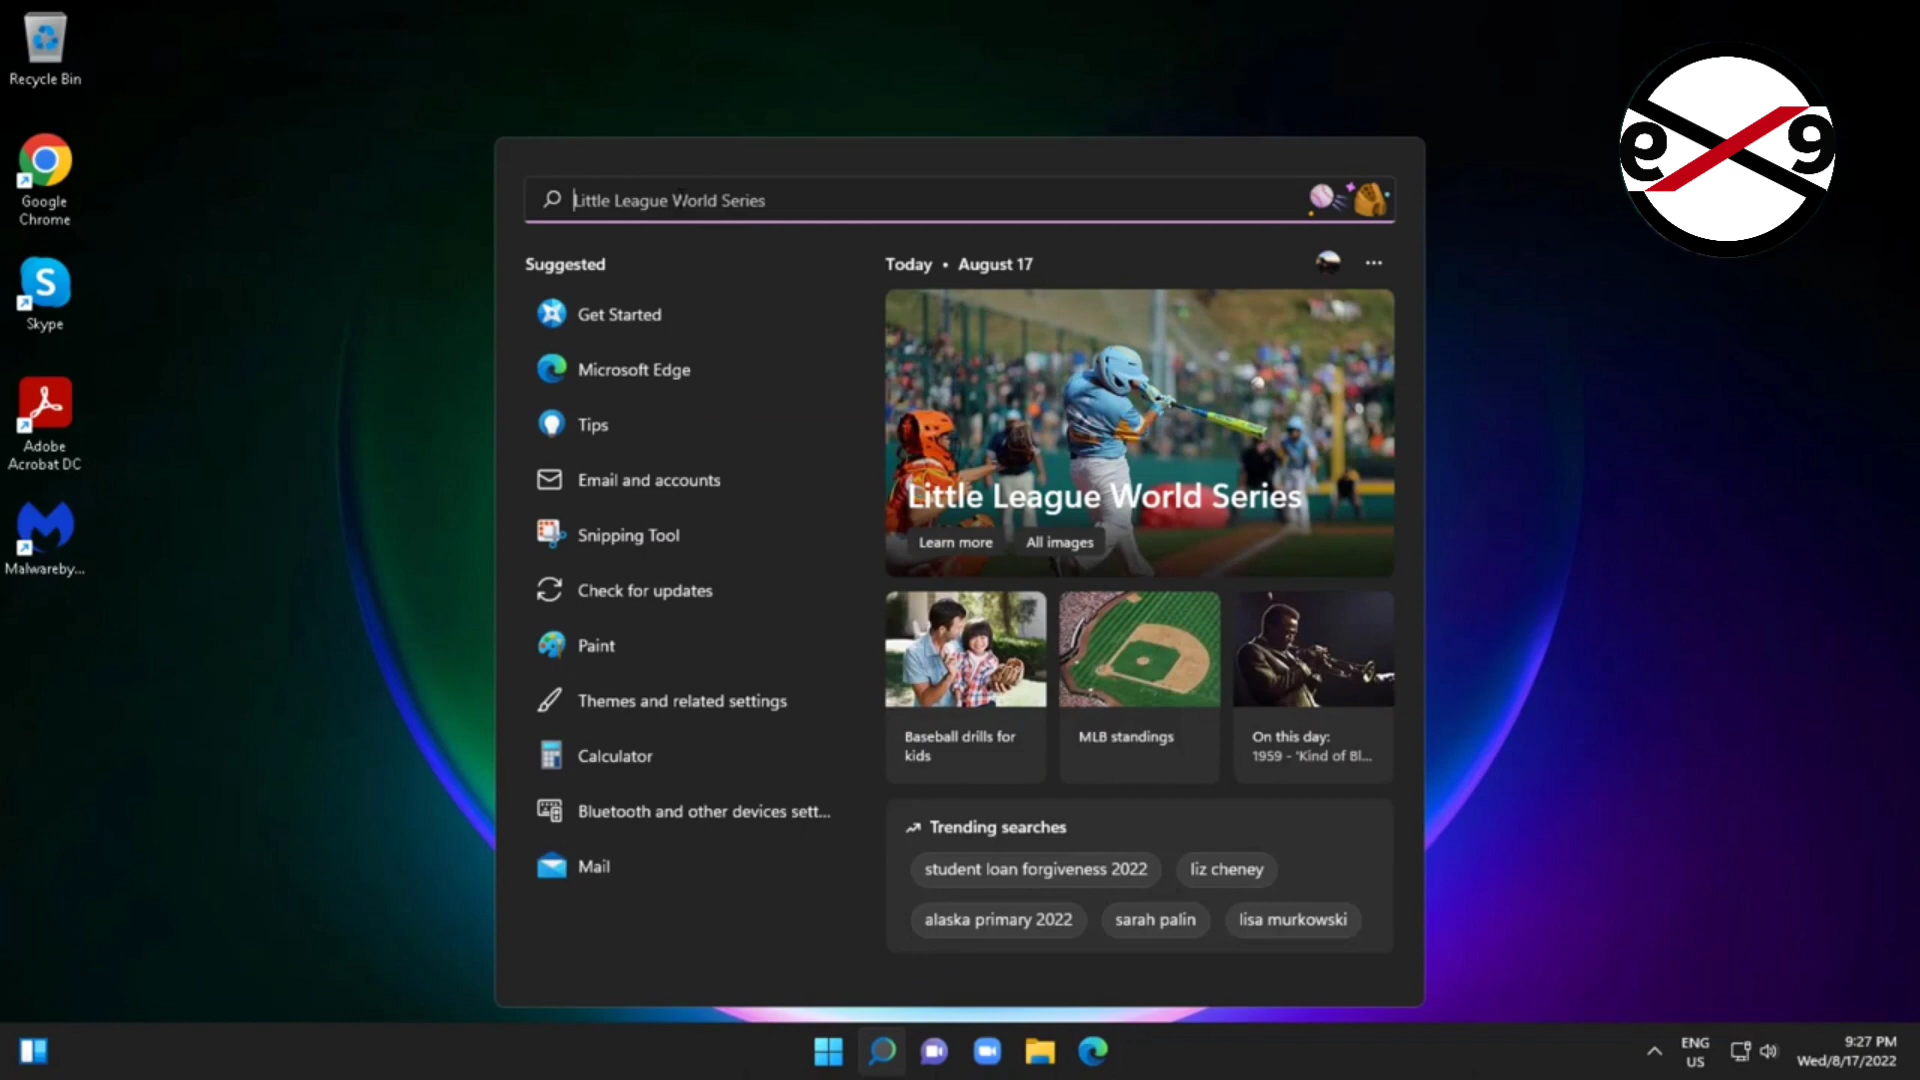 Recycle Bin
Google
Chrome
Skype
Adobe
Acrobat DC
Malwareby...
e 9
Little League World Series
Suggested
Get Started
Microsoft Edge
Tips
Email and accounts
Snipping Tool
Check for updates
Paint
Themes and related settings
Calculator
Bluetooth and other devices sett...
Mail
Today • August 17
Little League World Series
Learn more
All images
Baseball drills for
kids
MLB standings
On this day:
1959 - 'Kind of Bl...
Trending searches
student loan forgiveness 2022
liz cheney
alaska primary 2022
sarah palin
lisa murkowski
ENG
US
9:27 PM
Wed/8/17/2022